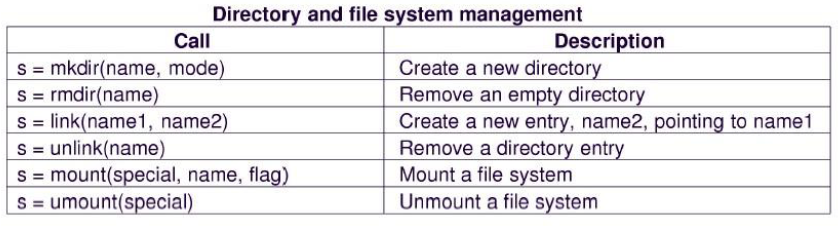 Directory and file system management
Call Description
s = mkdir(name, mode) Create a new directory
s = rmdir(name) Remove an empty directory
s = link(name1, name2) Create a new entry, name2, pointing to name1
s = unlink(name) Remove a directory entry
s = mount(special, name, flag) Mount a file system
s = umount(special) Unmount a file system